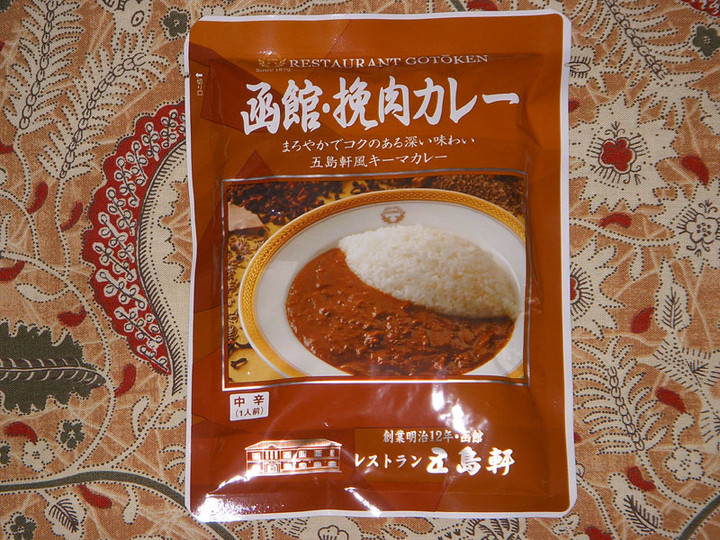 RESTAURANT GOTŌKEN
Since 1879
函館・挽肉カレー
まろやかでコクのある深い味わい
五島軒風キーマカレー
中辛
(1人前)
創業明治12年・函館
レストラン 五島軒